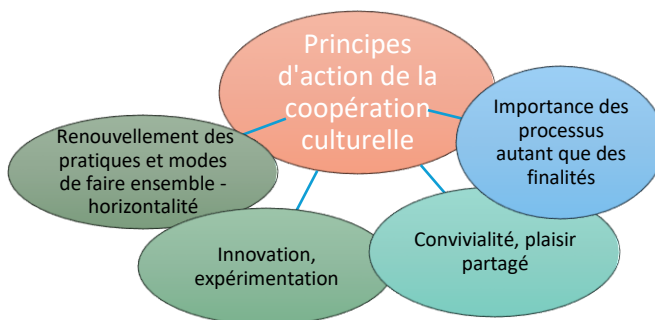 Principes
d'action de la
coopération
culturelle
Renouvellement des
pratiques et modes
de faire ensemble -
horizontalité
Innovation,
expérimentation
Convivialité, plaisir
partagé
Importance des
processus
autant que des
finalités